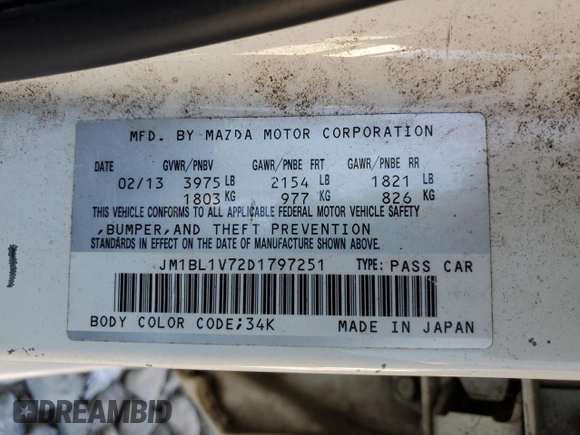 MFD. BY MAZDA MOTOR CORPORATION
DATE GVWR/PNBV GAWR/PNBE FRT GAWR/PNBE RR
02/13 3975 LB 2154 LB 1821 LB
1803 KG 977 KG 826 KG
THIS VEHICLE CONFORMS TO ALL APPLICABLE FEDERAL MOTOR VEHICLE SAFETY
,BUMPER,AND THEFT PREVENTION
STANDARDS IN EFFECT ON THE DATE OF MANUFACTURE SHOWN ABOVE.
JM1BL1V72D1797251 TYPE: PASS CAR
BODY COLOR CODE;34K MADE IN JAPAN
DREAMBID